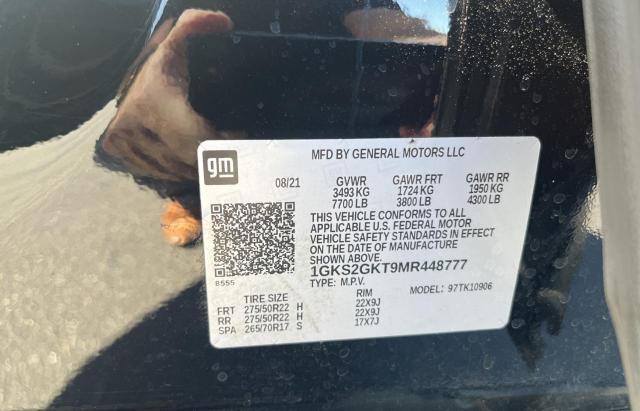 gm
MFD BY GENERAL MOTORS LLC
08/21 GVWR GAWR FRT GAWR RR
3493 KG 1724 KG 1950 KG
7700 LB 3800 LB 4300 LB
THIS VEHICLE CONFORMS TO ALL
APPLICABLE U.S. FEDERAL MOTOR
VEHICLE SAFETY STANDARDS IN EFFECT
ON THE DATE OF MANUFACTURE
SHOWN ABOVE.
8555
1GKS2GKT9MR448777
TYPE: M.P.V. MODEL: 97TK10906
TIRE SIZE RIM
FRT 275/50R22 H 22X9J
RR 275/50R22 H 22X9J
SPA 265/70R17 S 17X7J